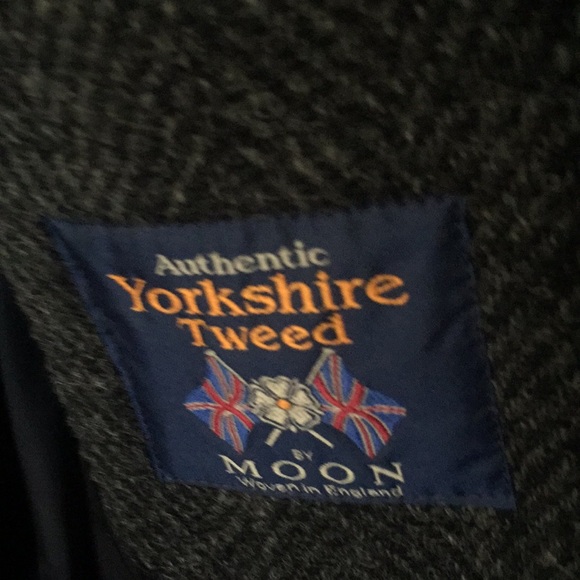 Authentic
Yorkshire
Tweed
BY
MOON
Woven in England